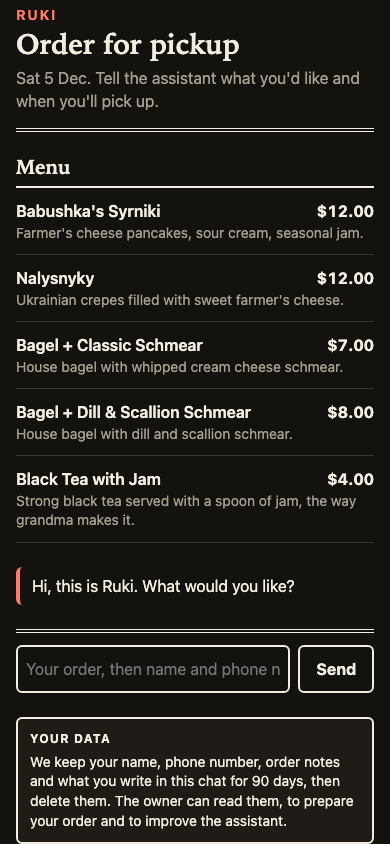 RUKI
Order for pickup
Sat 5 Dec. Tell the assistant what you'd like and
when you'll pick up.
Menu
Babushka's Syrniki $12.00
Farmer's cheese pancakes, sour cream, seasonal jam.
Nalysnyky $12.00
Ukrainian crepes filled with sweet farmer's cheese.
Bagel + Classic Schmear $7.00
House bagel with whipped cream cheese schmear.
Bagel + Dill & Scallion Schmear $8.00
House bagel with dill and scallion schmear.
Black Tea with Jam $4.00
Strong black tea served with a spoon of jam, the way
grandma makes it.
Hi, this is Ruki. What would you like?
Your order, then name and phone n Send
YOUR DATA
We keep your name, phone number, order notes
and what you write in this chat for 90 days, then
delete them. The owner can read them, to prepare
your order and to improve the assistant.